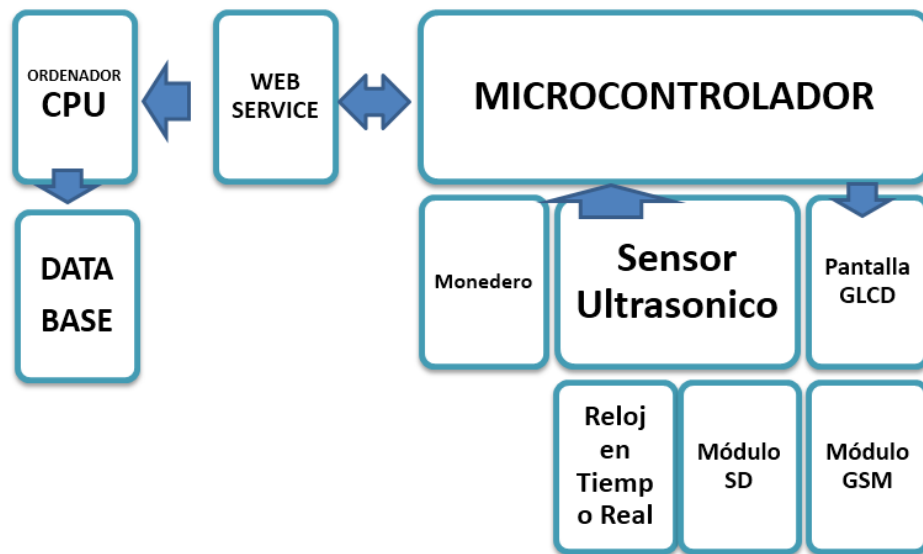 ORDENADOR
CPU
WEB
SERVICE
MICROCONTROLADOR
DATA
BASE
Monedero
Sensor
Ultrasonico
Pantalla
GLCD
Reloj
en
Tiemp
o Real
Módulo
SD
Módulo
GSM